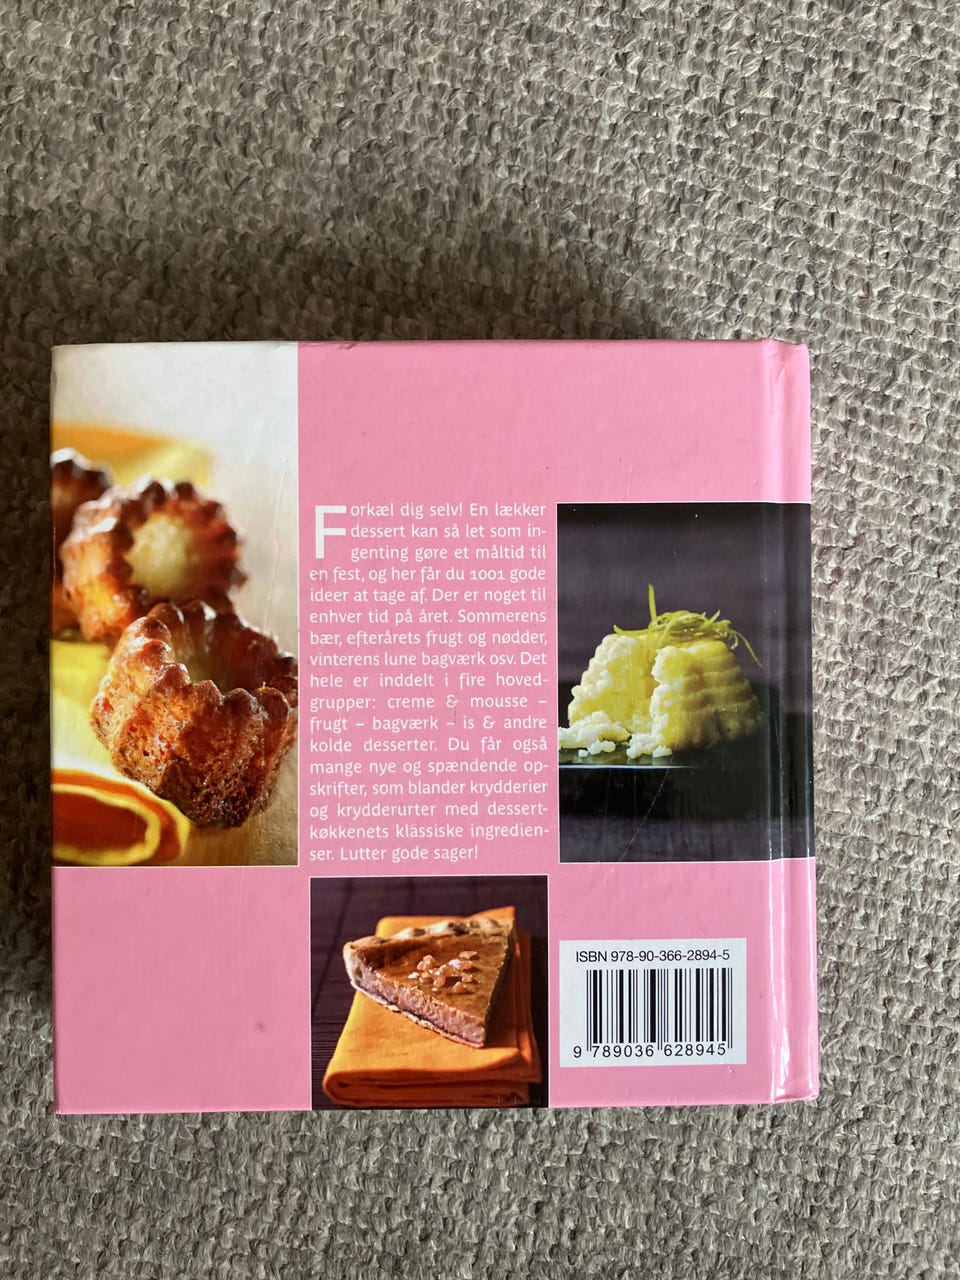 Forkæl dig selv! En lækker
dessert kan så let som in-
genting gøre et måltid til
en fest, og her får du 1001 gode
ideer at tage af. Der er noget til
enhver tid på året. Sommerens
bær, efterårets frugt og nødder,
vinterens lune bagværk osv. Det
hele er inddelt i fire hoved-
grupper: creme & mousse –
frugt – bagværk – is & andre
kolde desserter. Du får også
mange nye og spændende op-
skrifter, som blander krydderier
og krydderurter med dessert-
køkkenets klassiske ingredien-
ser. Lutter gode sager!
ISBN 978-90-366-2894-5
9 789036 628945